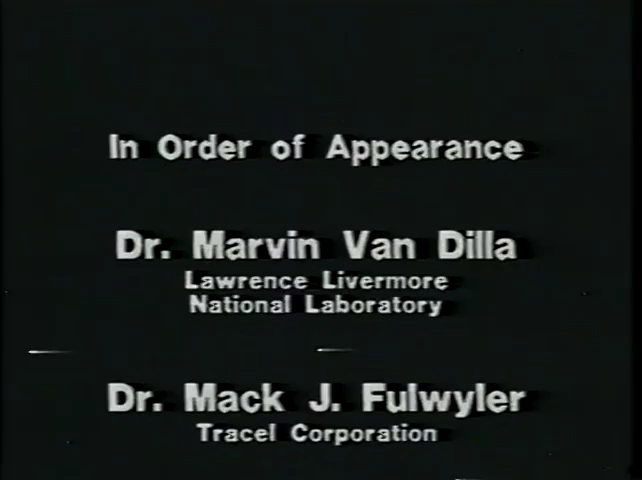 In Order of Appearance
Dr. Marvin Van Dilla
Lawrence Livermore
National Laboratory
Dr. Mack J. Fulwyler
Tracel Corporation